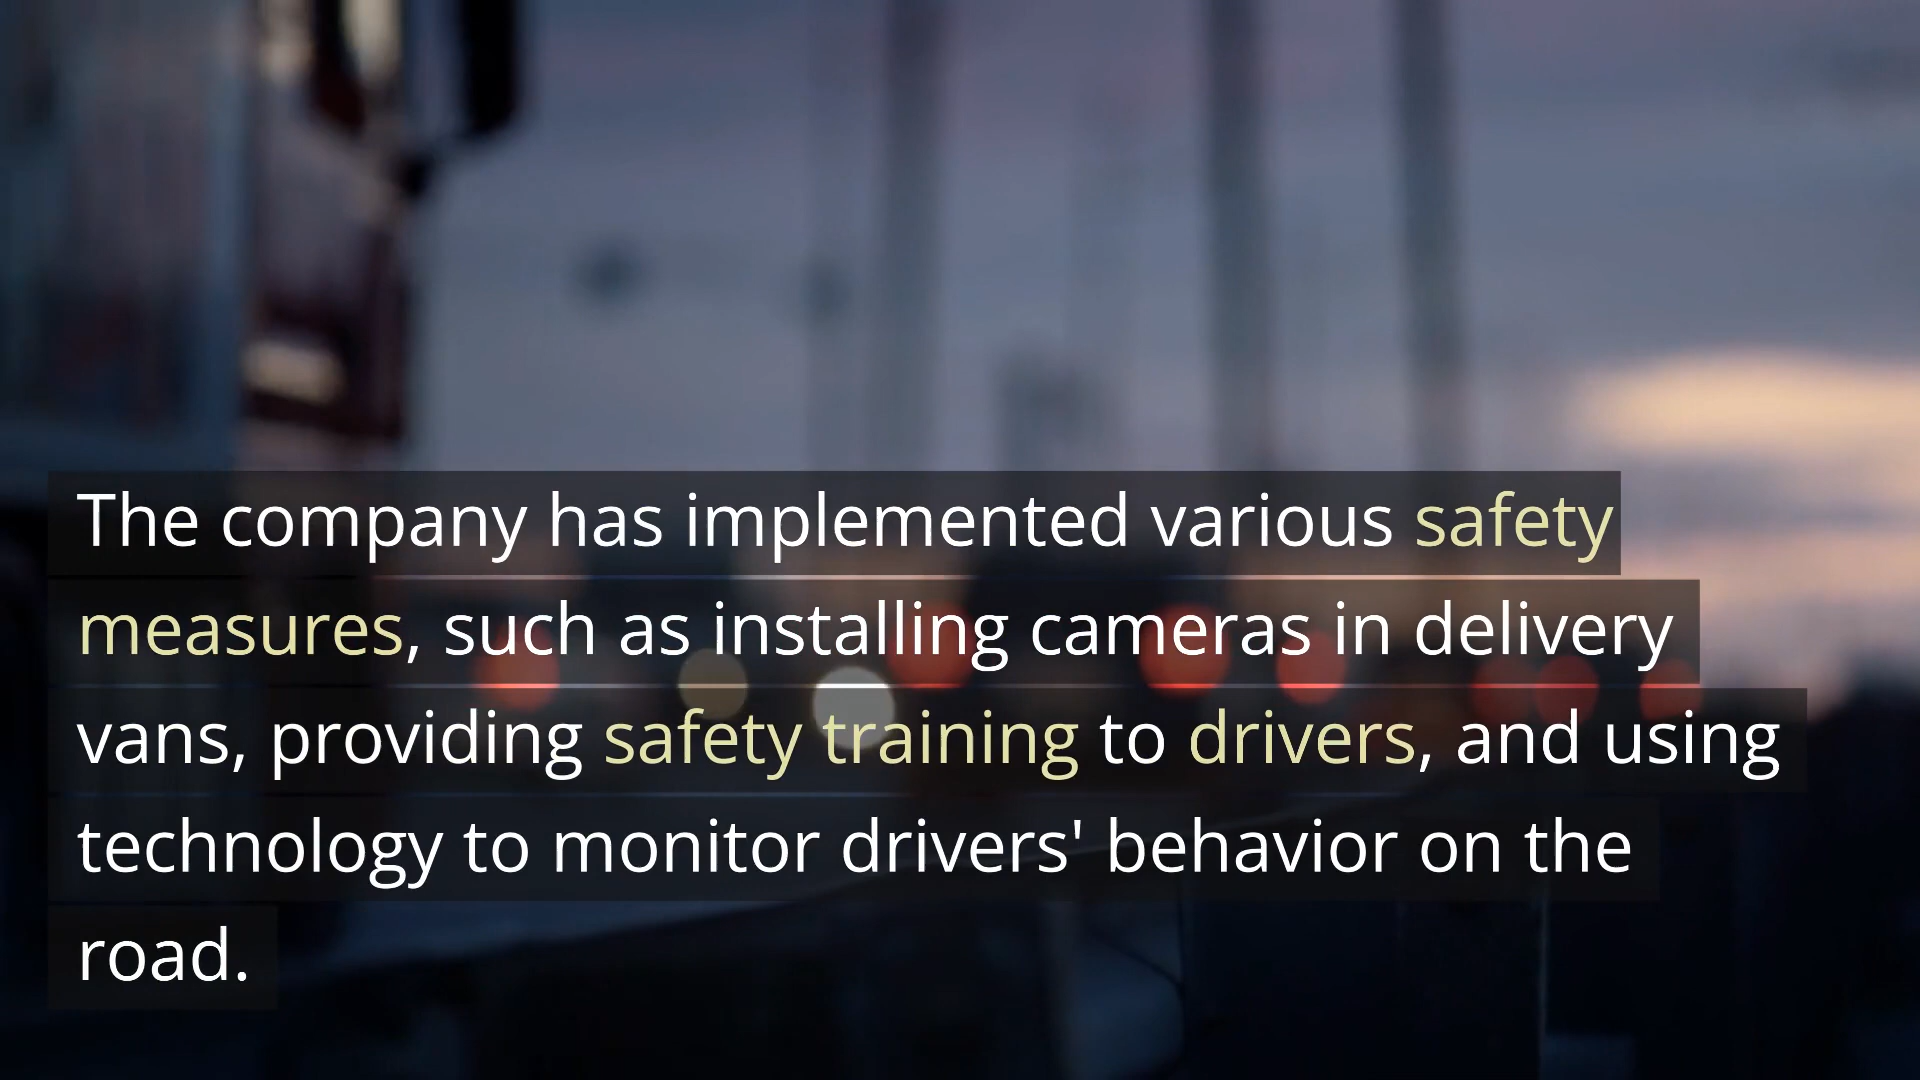 The company has implemented various safety
measures, such as installing cameras in delivery
vans, providing safety training to drivers, and using
technology to monitor drivers' behavior on the
road.